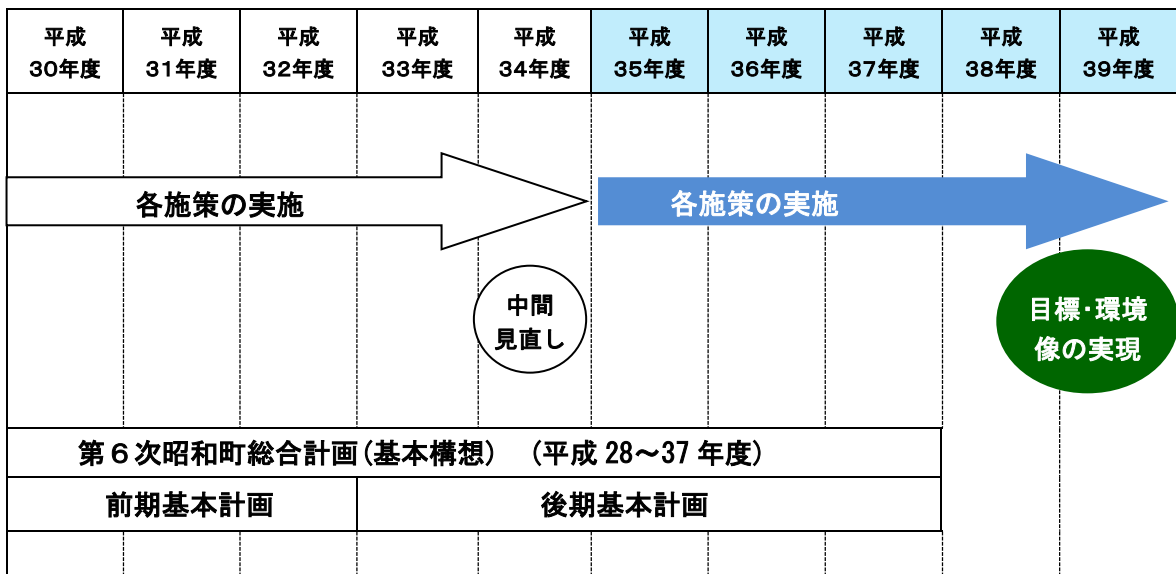 平成
30年度
平成
31年度
平成
32年度
平成
33年度
平成
34年度
平成
35年度
平成
36年度
平成
37年度
平成
38年度
平成
39年度
各施策の実施
各施策の実施
中間
見直し
目標・環境
像の実現
第６次昭和町総合計画(基本構想)　(平成 28～37 年度)
前期基本計画
後期基本計画